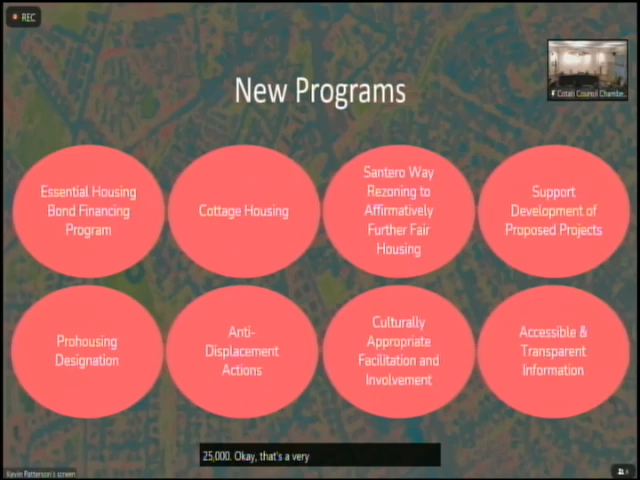 REC
Cotati Council Chambe...
New Programs
Essential Housing
Bond Financing
Program
Cottage Housing
Santero Way
Rezoning to
Affirmatively
Further Fair
Housing
Support
Development of
Proposed Projects
Prohousing
Designation
Anti-
Displacement
Actions
Culturally
Appropriate
Facilitation and
Involvement
Accessible &
Transparent
Information
25,000. Okay, that's a very
Kevin Patterson's screen